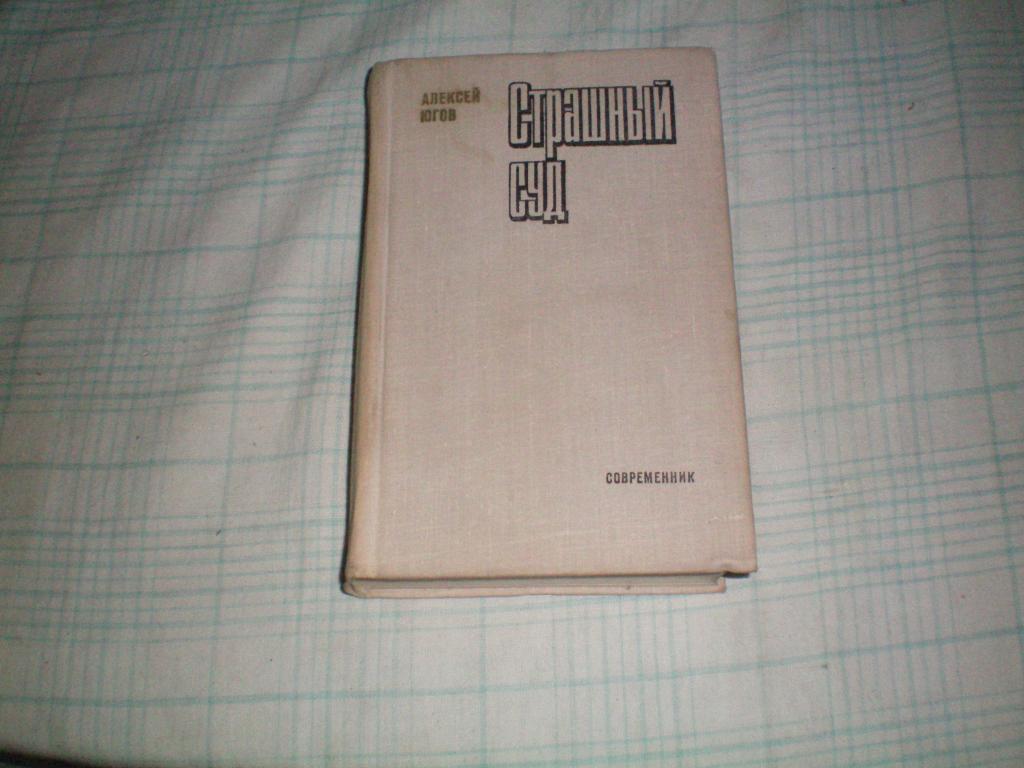 АЛЕКСЕЙ
ЮГОВ
Страшный
суд
СОВРЕМЕННИК